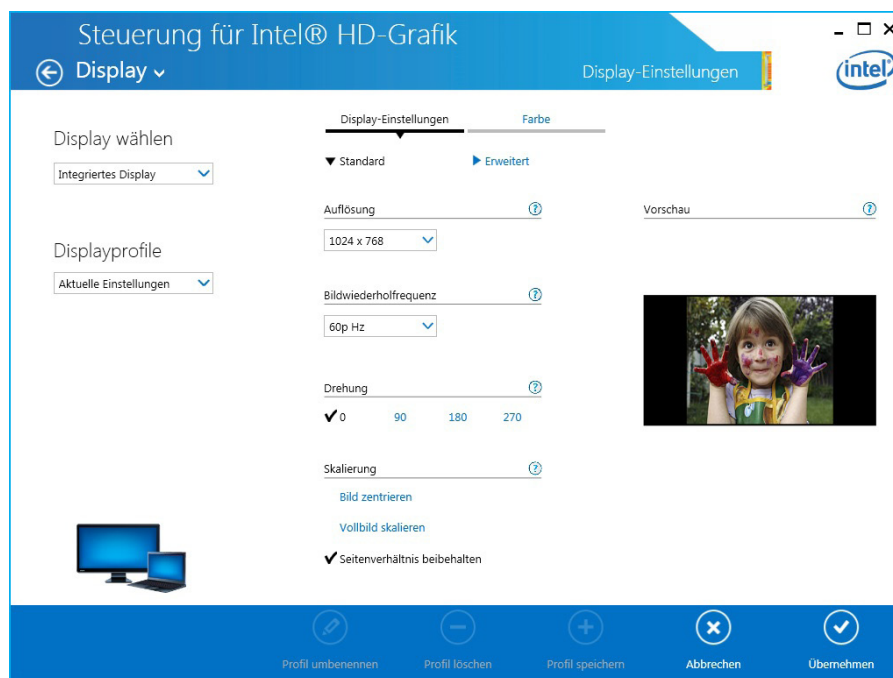 Steuerung für Intel® HD-Grafik
Display
Display-Einstellungen
intel
Display wählen
Integriertes Display
Displayprofile
Aktuelle Einstellungen
Display-Einstellungen
Farbe
Standard
Erweitert
Auflösung
?
1024 x 768
Bildwiederholfrequenz
?
60p Hz
Drehung
?
0 90 180 270
Skalierung
?
Bild zentrieren
Vollbild skalieren
Seitenverhältnis beibehalten
Vorschau
?
Profil umbenennen
Profil löschen
Profil speichern
Abbrechen
Übernehmen